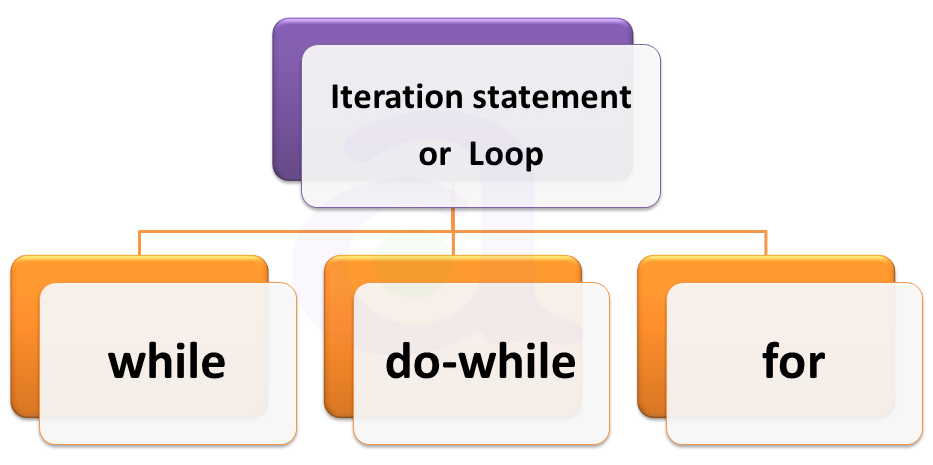 Iteration statement
or Loop
while
do-while
for